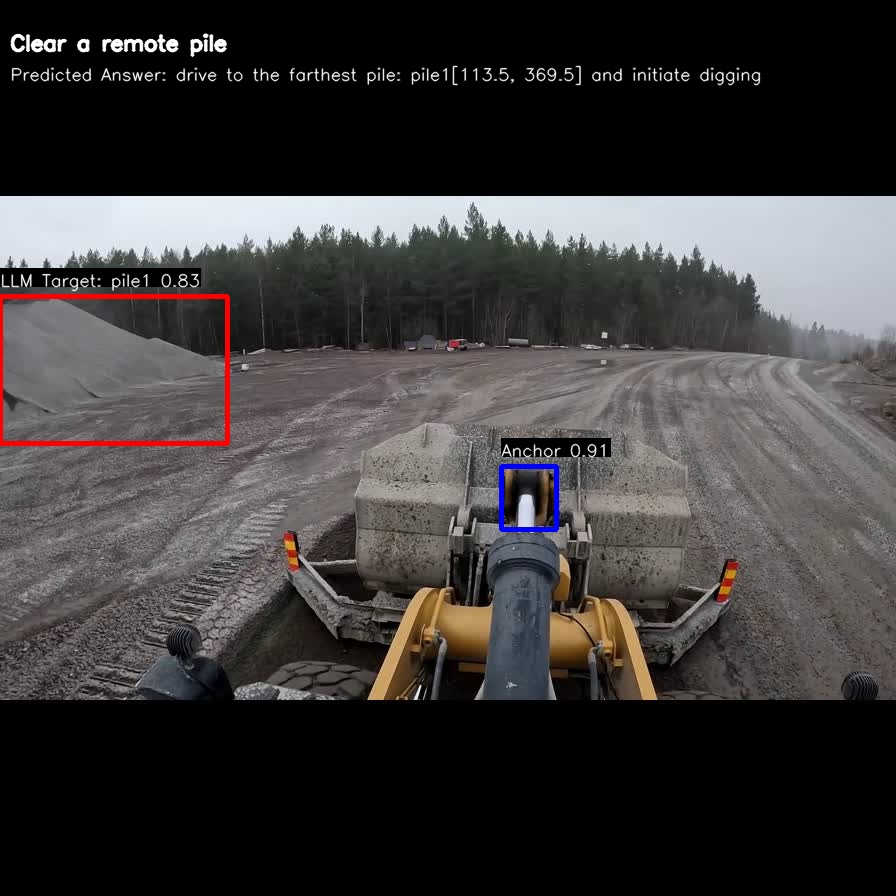 Clear a remote pile
Predicted Answer: drive to the farthest pile: pile1[113.5, 369.5] and initiate digging
LLM Target: pile1 0.83
Anchor 0.91